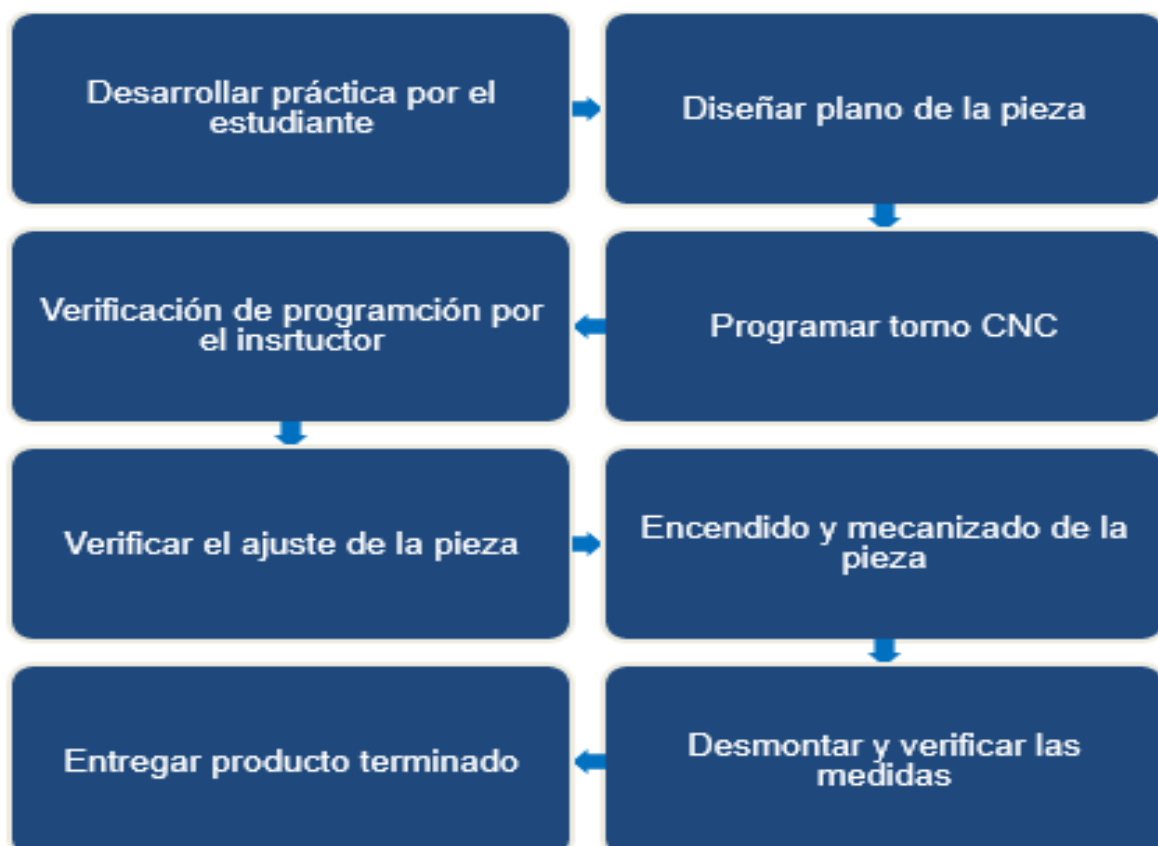 Desarrollar práctica por el
estudiante
Diseñar plano de la pieza
Programar torno CNC
Verificación de programción por
el insrtuctor
Verificar el ajuste de la pieza
Encendido y mecanizado de la
pieza
Desmontar y verificar las
medidas
Entregar producto terminado